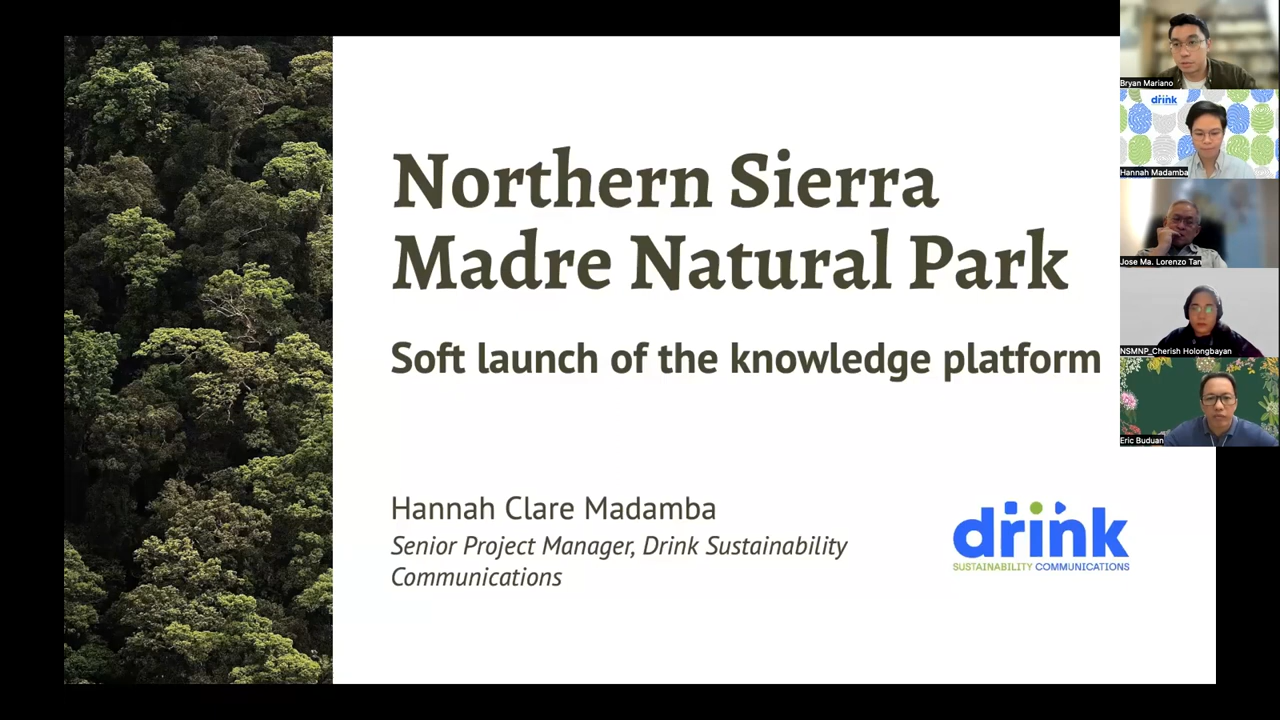 Northern Sierra
Madre Natural Park
Soft launch of the knowledge platform
Hannah Clare Madamba
Senior Project Manager, Drink Sustainability
Communications
drink
SUSTAINABILITY COMMUNICATIONS
Bryan Mariano
drink
Hannah Madamba
Jose Ma. Lorenzo Tan
NSMNP_Cherish Holongbayan
Eric Buduan